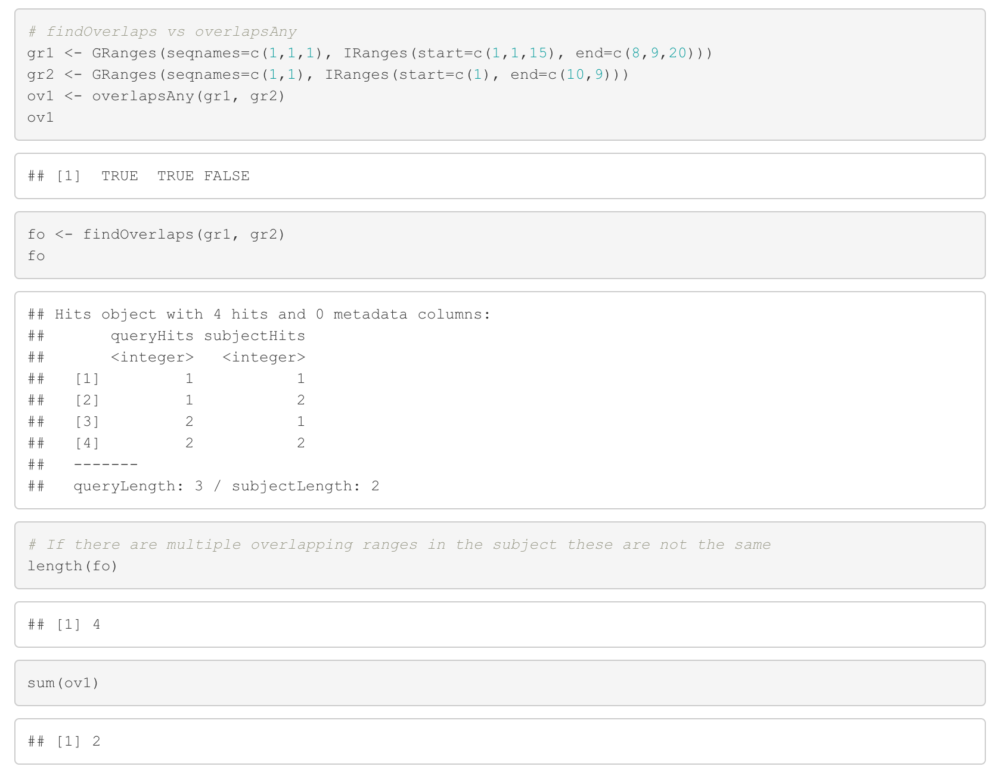 # findOverlaps vs overlapsAny
gr1 <- GRanges(seqnames=c(1,1,1), IRanges(start=c(1,1,15), end=c(8,9,20)))
gr2 <- GRanges(seqnames=c(1,1), IRanges(start=c(1), end=c(10,9)))
ov1 <- overlapsAny(gr1, gr2)
ov1
## [1]  TRUE  TRUE FALSE
fo <- findOverlaps(gr1, gr2)
fo
## Hits object with 4 hits and 0 metadata columns:
##       queryHits subjectHits
##       <integer>   <integer>
##   [1]         1           1
##   [2]         1           2
##   [3]         2           1
##   [4]         2           2
##   -------
##   queryLength: 3 / subjectLength: 2
# If there are multiple overlapping ranges in the subject these are not the same
length(fo)
## [1] 4
sum(ov1)
## [1] 2